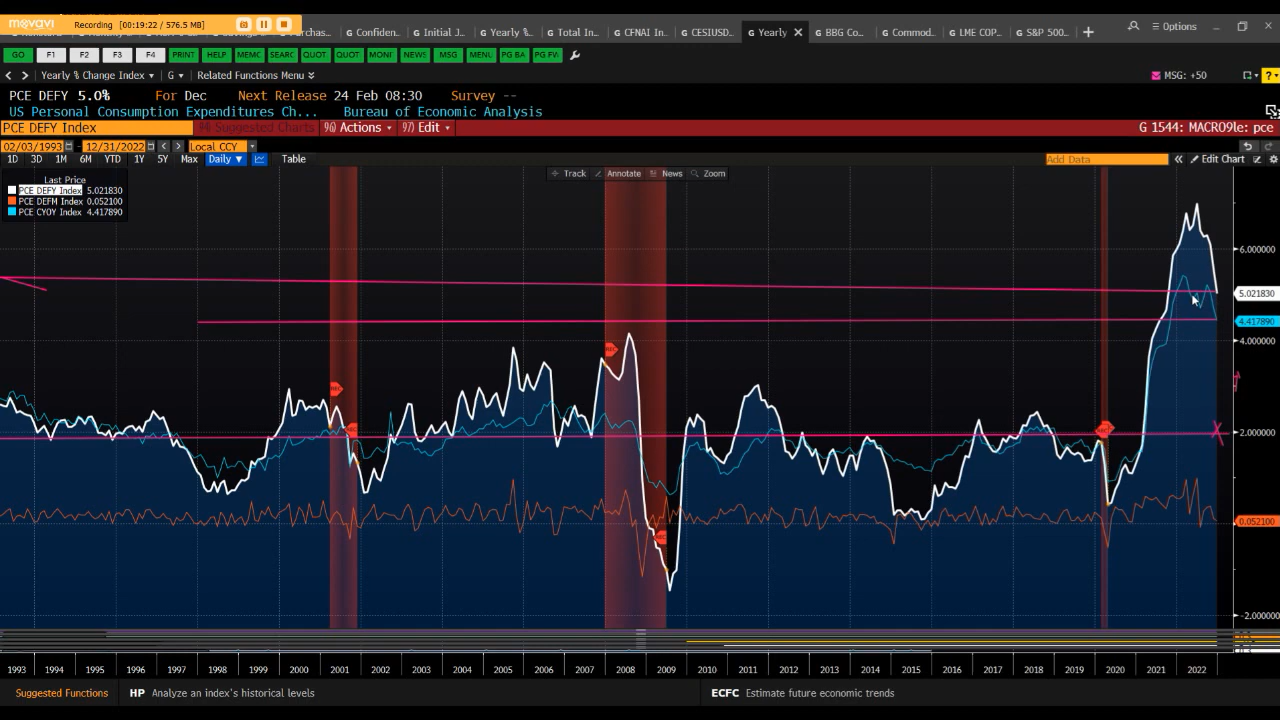 movavi Recording (00:19:22 / 576.5 MB)
G Confiden... G Initial J... G Yearly %... G Total In... G CFNAI In... G CESIUSD... G Yearly G BBG Co... G Commod... G LME COP... G S&P 500... Options
GO F1 F2 F3 F4 PRINT HELP MEMC SEARC QUOT QUOT MONI NEWS MSG MENU PG BA PG FV
Yearly % Change Index G Related Functions Menu MSG: +50 ?
PCE DEFY 5.0% For Dec Next Release 24 Feb 08:30 Survey --
US Personal Consumption Expenditures Ch... Bureau of Economic Analysis
PCE DEFY Index 94) Suggested Charts 96) Actions 97) Edit G 1544: MACRO9le: pce
02/03/1993 12/31/2022 Local CCY
1D 3D 1M 6M YTD 1Y 5Y Max Daily ▼ Table Add Data Edit Chart
Track Annotate News Zoom
Last Price
PCE DEFY Index 5.021830
PCE DEFM Index 0.052100
PCE CYOY Index 4.417890
6.000000
5.021830
4.417890
4.000000
2.000000
0.052100
-2.000000
1993 1994 1995 1996 1997 1998 1999 2000 2001 2002 2003 2004 2005 2006 2007 2008 2009 2010 2011 2012 2013 2014 2015 2016 2017 2018 2019 2020 2021 2022
Suggested Functions HP Analyze an index's historical levels ECFC Estimate future economic trends